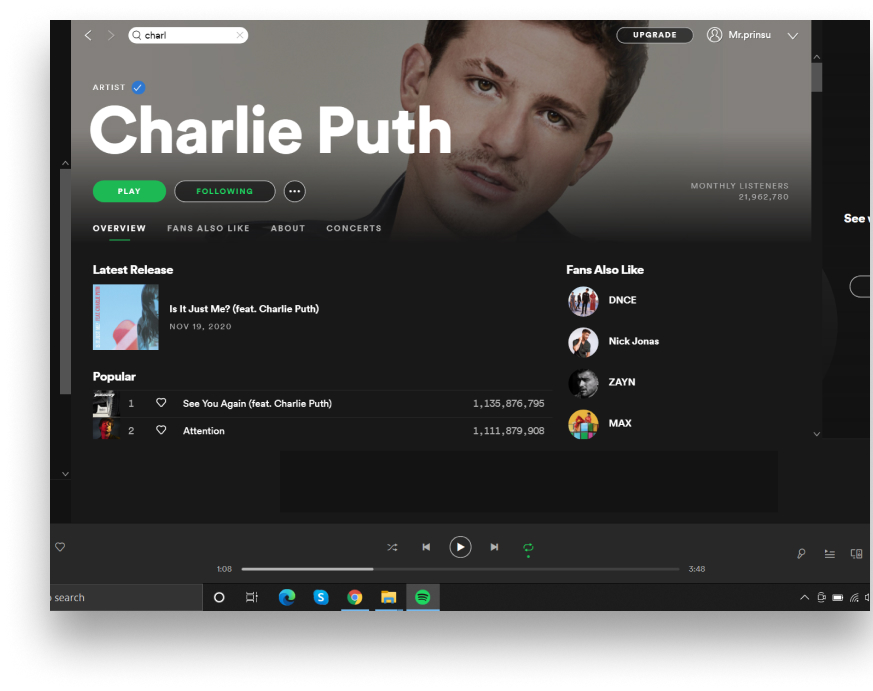 charl
UPGRADE
Mr.prinsu
ARTIST
Charlie Puth
PLAY
FOLLOWING
MONTHLY LISTENERS
21,962,780
OVERVIEW
FANS ALSO LIKE
ABOUT
CONCERTS
See
Latest Release
Is It Just Me? (feat. Charlie Puth)
NOV 19, 2020
Fans Also Like
DNCE
Nick Jonas
ZAYN
MAX
Popular
1 See You Again (feat. Charlie Puth) 1,135,876,795
2 Attention 1,111,879,908
1:08
3:48
search